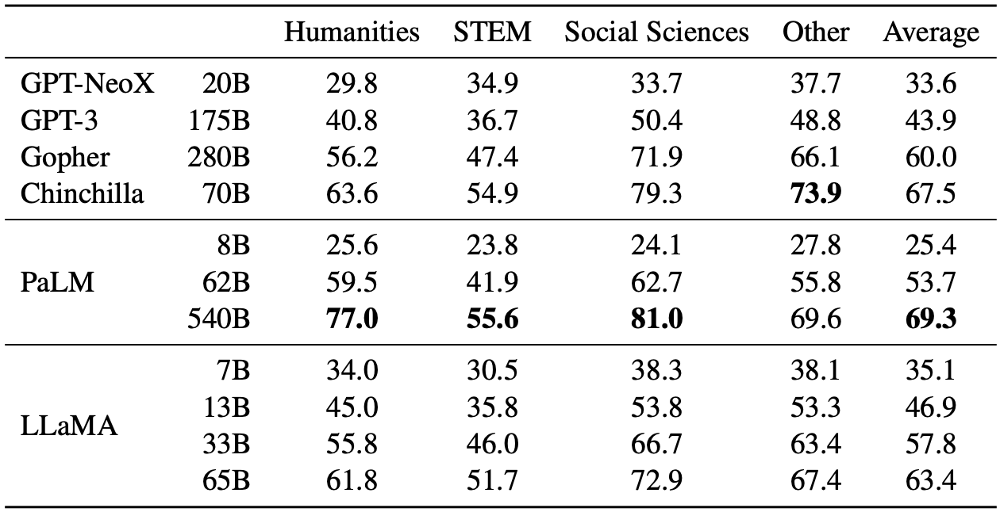 Humanities STEM Social Sciences Other Average
GPT-NeoX 20B 29.8 34.9 33.7 37.7 33.6
GPT-3 175B 40.8 36.7 50.4 48.8 43.9
Gopher 280B 56.2 47.4 71.9 66.1 60.0
Chinchilla 70B 63.6 54.9 79.3 73.9 67.5
8B 25.6 23.8 24.1 27.8 25.4
PaLM 62B 59.5 41.9 62.7 55.8 53.7
540B 77.0 55.6 81.0 69.6 69.3
7B 34.0 30.5 38.3 38.1 35.1
13B 45.0 35.8 53.8 53.3 46.9
LLaMA
33B 55.8 46.0 66.7 63.4 57.8
65B 61.8 51.7 72.9 67.4 63.4